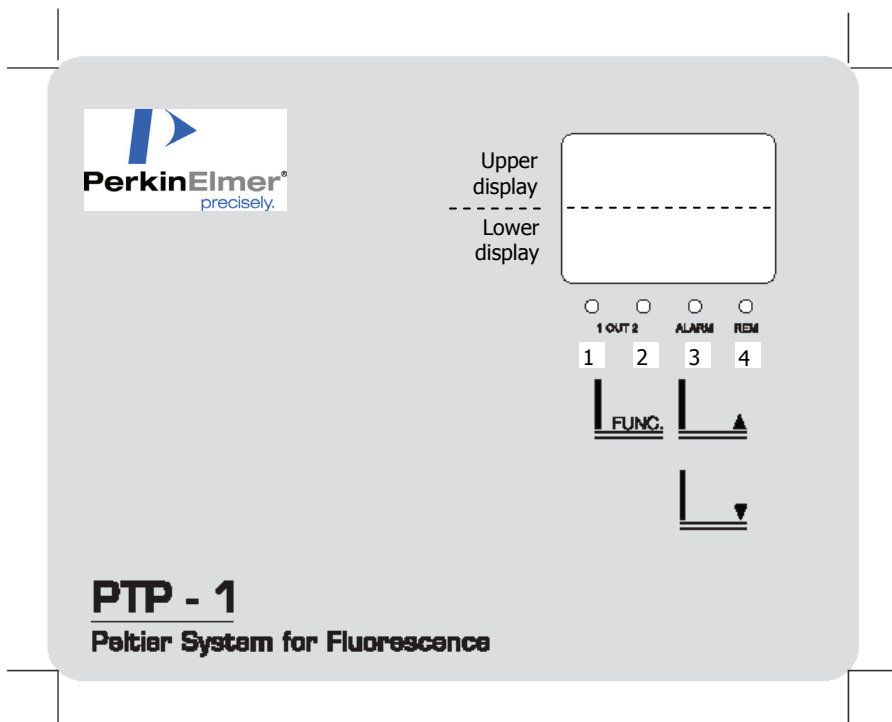 PerkinElmer®
precisely.
Upper
display
Lower
display
1 OUT 2 ALARM REM
1 2 3 4
FUNC. ▲
▼
PTP - 1
Peltier System for Fluorescence